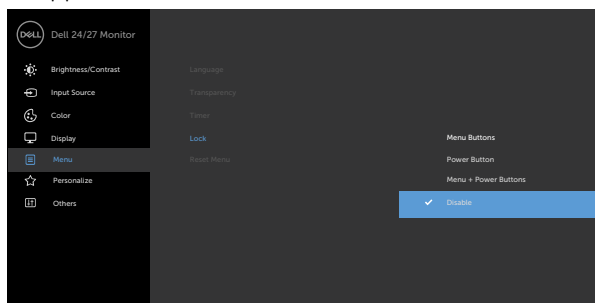 DELL
Dell 24/27 Monitor
Brightness/Contrast
Input Source
Color
Display
Menu
Personalize
Others
Language
Transparency
Timer
Lock
Reset Menu
Menu Buttons
Power Button
Menu + Power Buttons
Disable